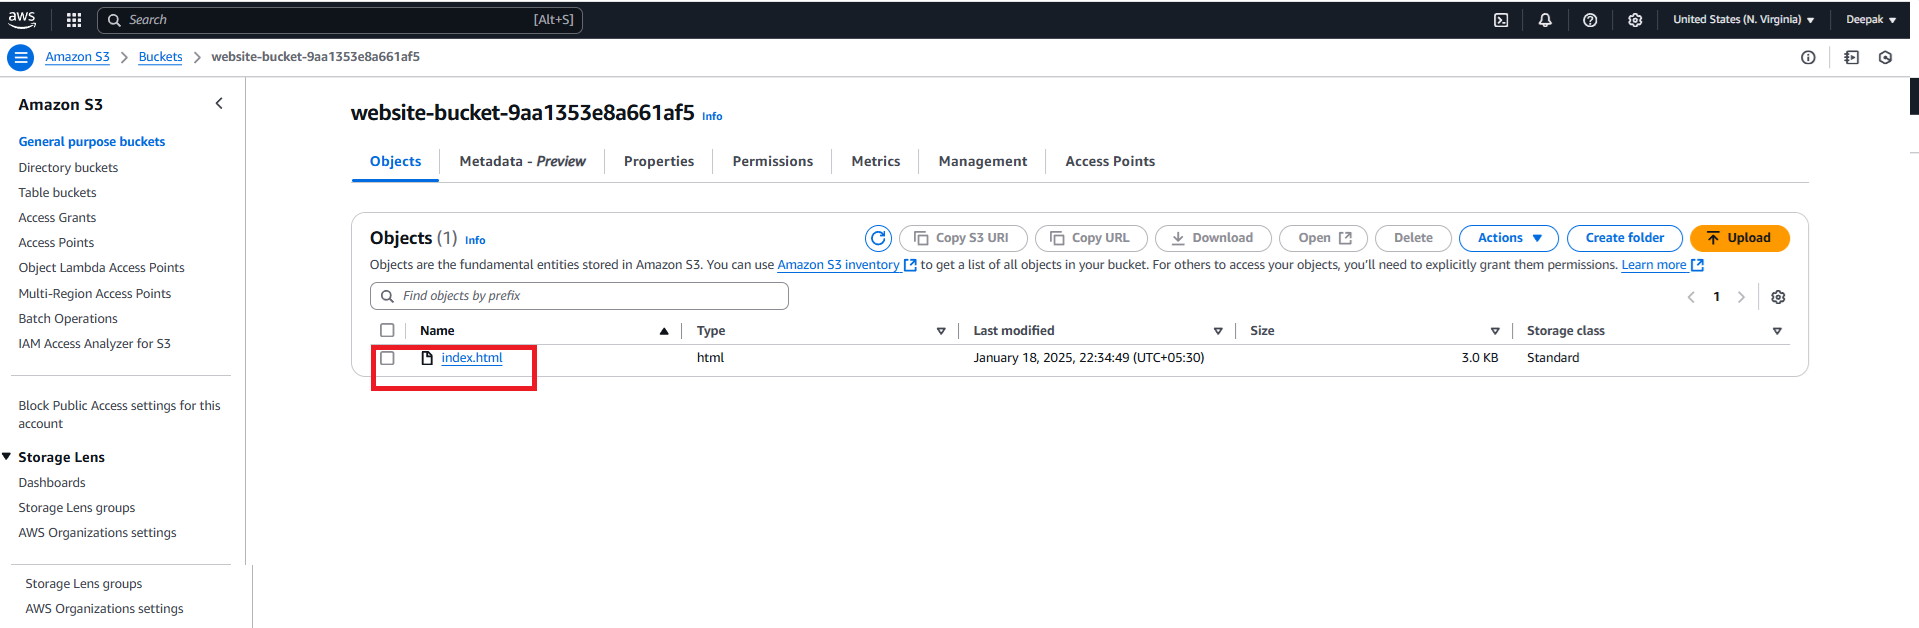 aws
Search [Alt+S] United States (N. Virginia) Deepak
Amazon S3 Buckets website-bucket-9aa1353e8a661af5
Amazon S3
General purpose buckets
Directory buckets
Table buckets
Access Grants
Access Points
Object Lambda Access Points
Multi-Region Access Points
Batch Operations
IAM Access Analyzer for S3
Block Public Access settings for this
account
Storage Lens
Dashboards
Storage Lens groups
AWS Organizations settings
Storage Lens groups
AWS Organizations settings
website-bucket-9aa1353e8a661af5 Info
Objects Metadata - Preview Properties Permissions Metrics Management Access Points
Objects (1) Info Copy S3 URI Copy URL Download Open Delete Actions Create folder Upload
Objects are the fundamental entities stored in Amazon S3. You can use Amazon S3 inventory to get a list of all objects in your bucket. For others to access your objects, you'll need to explicitly grant them permissions. Learn more
Find objects by prefix 1
Name Type Last modified Size Storage class
index.html html January 18, 2025, 22:34:49 (UTC+05:30) 3.0 KB Standard